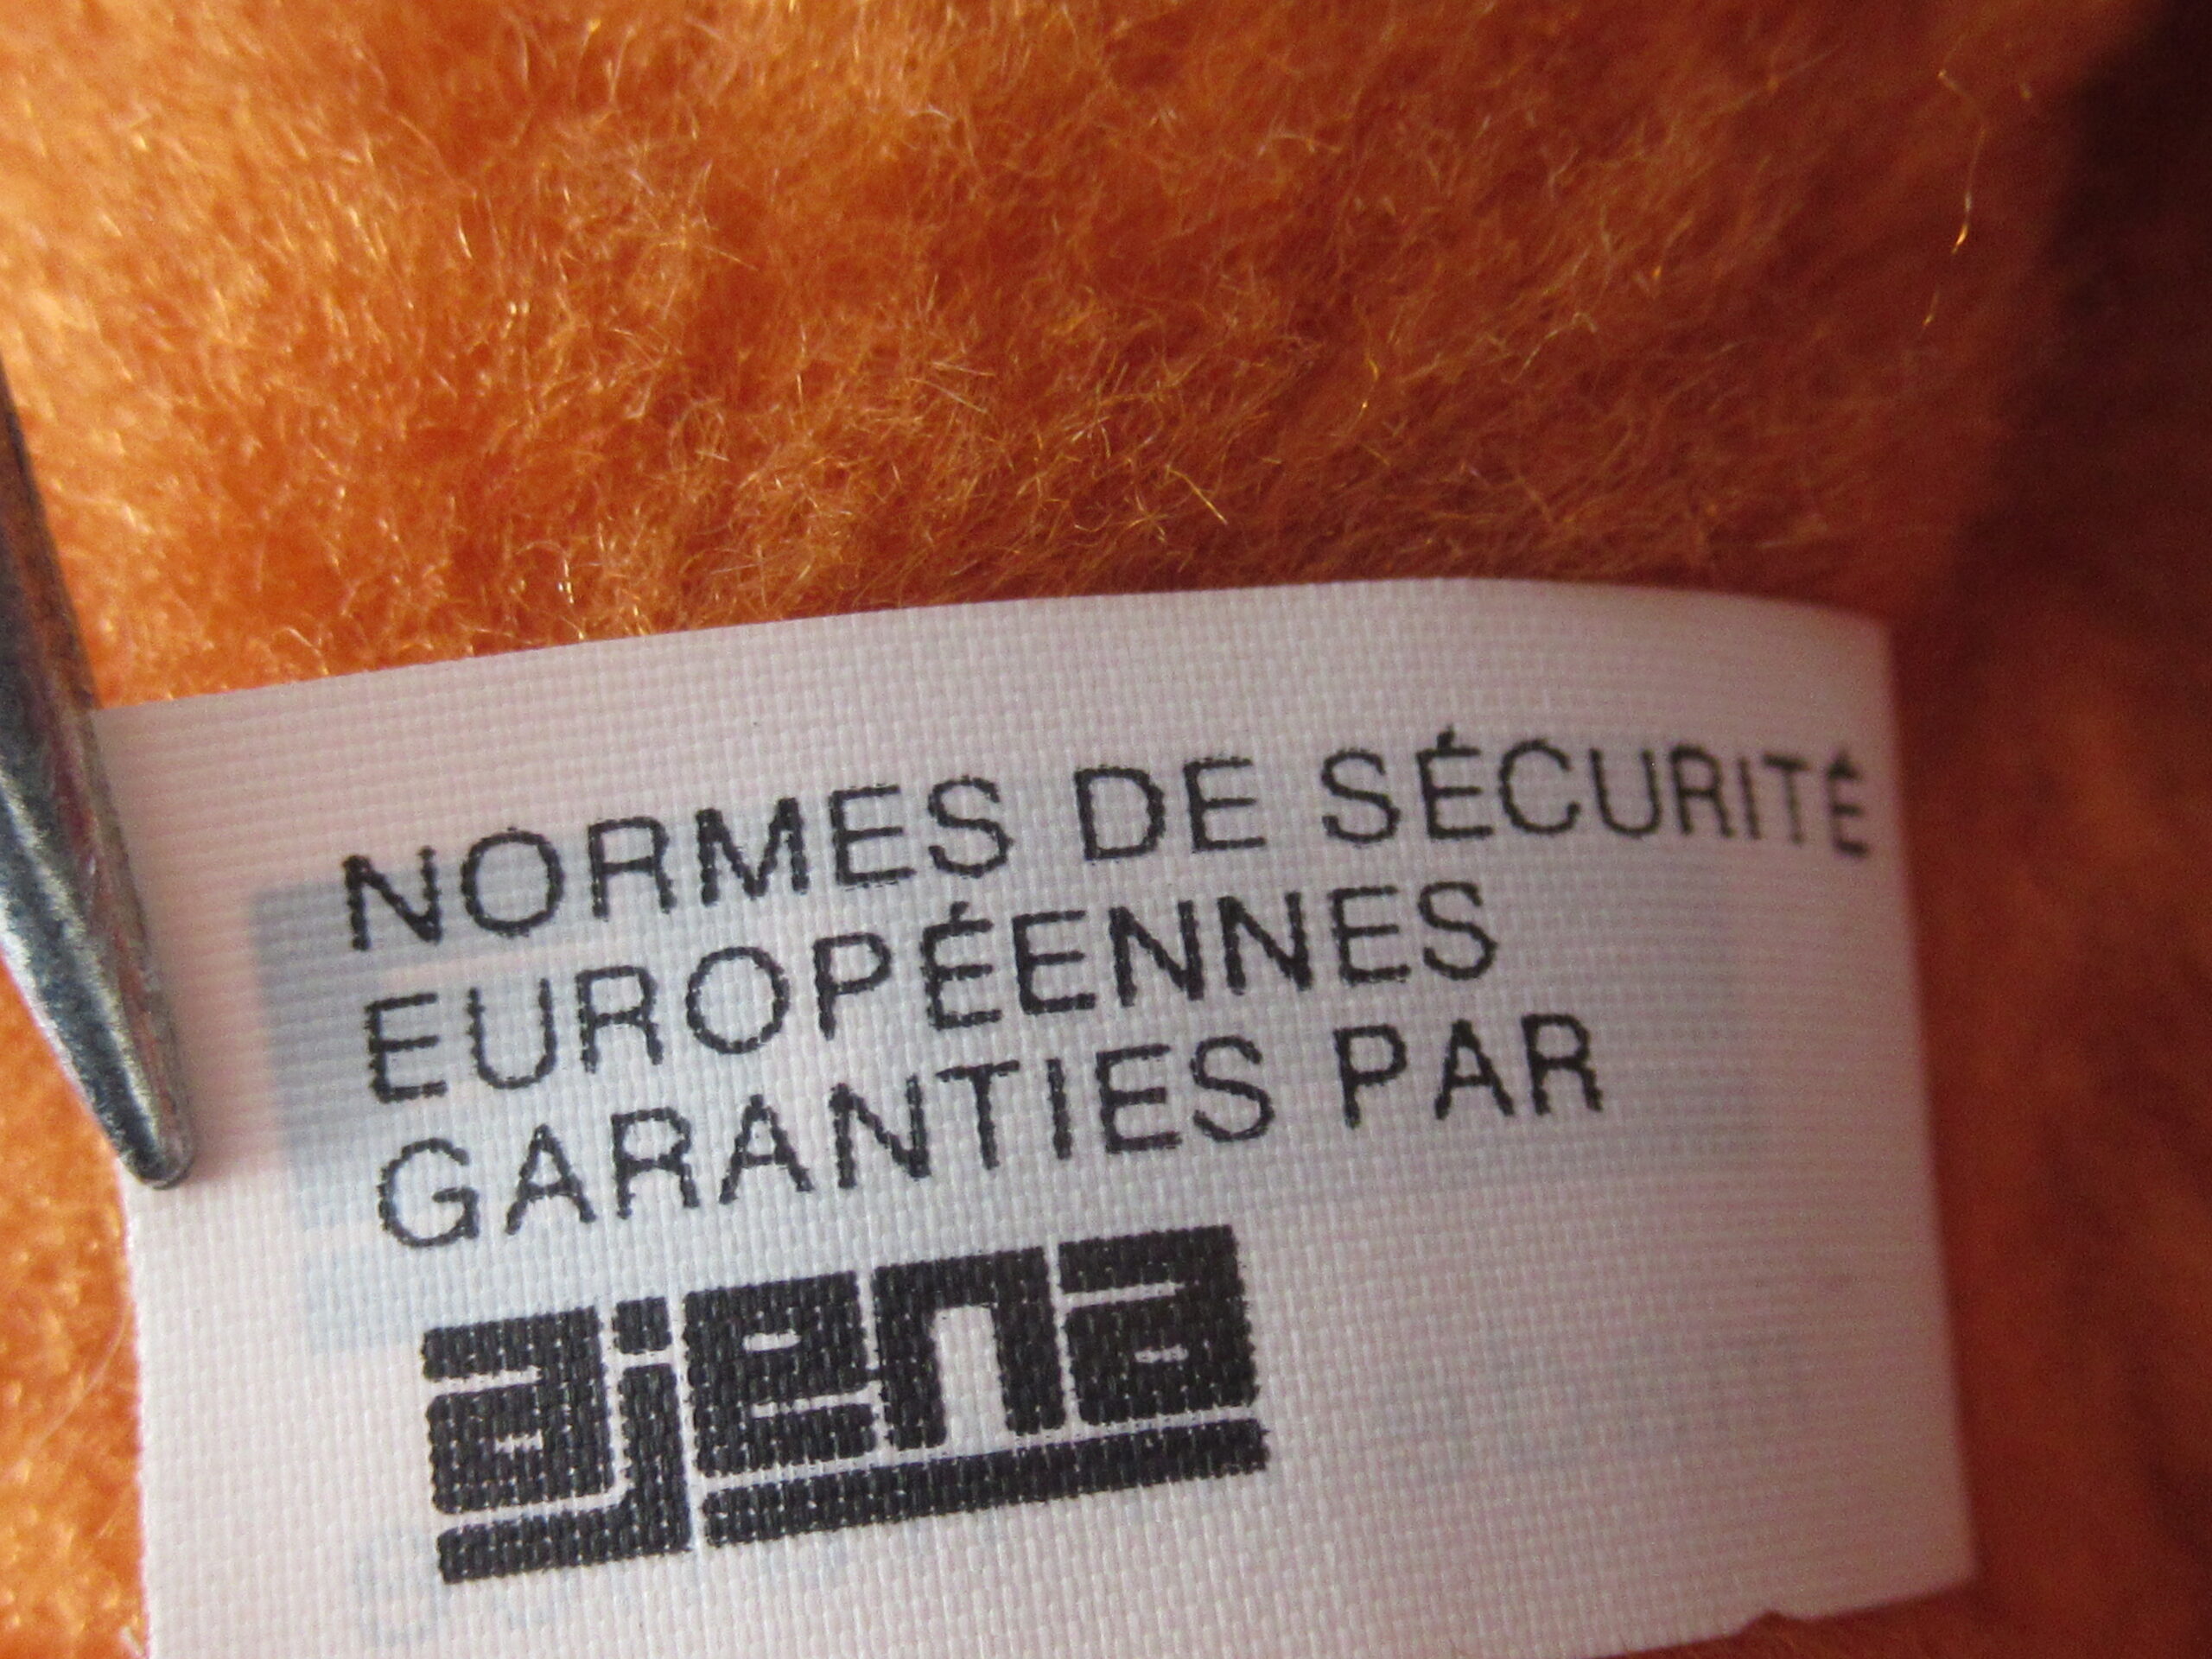 NORMES DE SÉCURITÉ
EUROPÉENNES
GARANTIES PAR
ajena